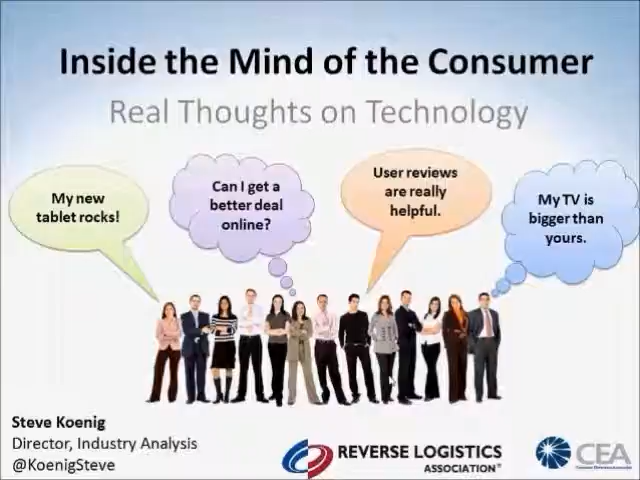 Inside the Mind of the Consumer
Real Thoughts on Technology
My new
tablet rocks!
Can I get a
better deal
online?
User reviews
are really
helpful.
My TV is
bigger than
yours.
Steve Koenig
Director, Industry Analysis
@KoenigSteve
REVERSE LOGISTICS
ASSOCIATION®
CEA